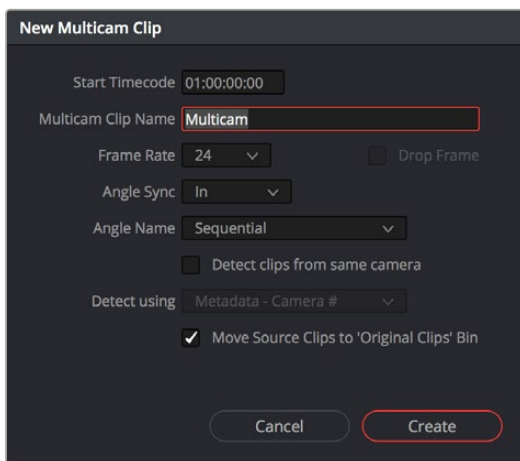 New Multicam Clip
Start Timecode 01:00:00:00
Multicam Clip Name Multicam
Frame Rate 24 Drop Frame
Angle Sync In
Angle Name Sequential
Detect clips from same camera
Detect using Metadata - Camera #
Move Source Clips to 'Original Clips' Bin
Cancel Create